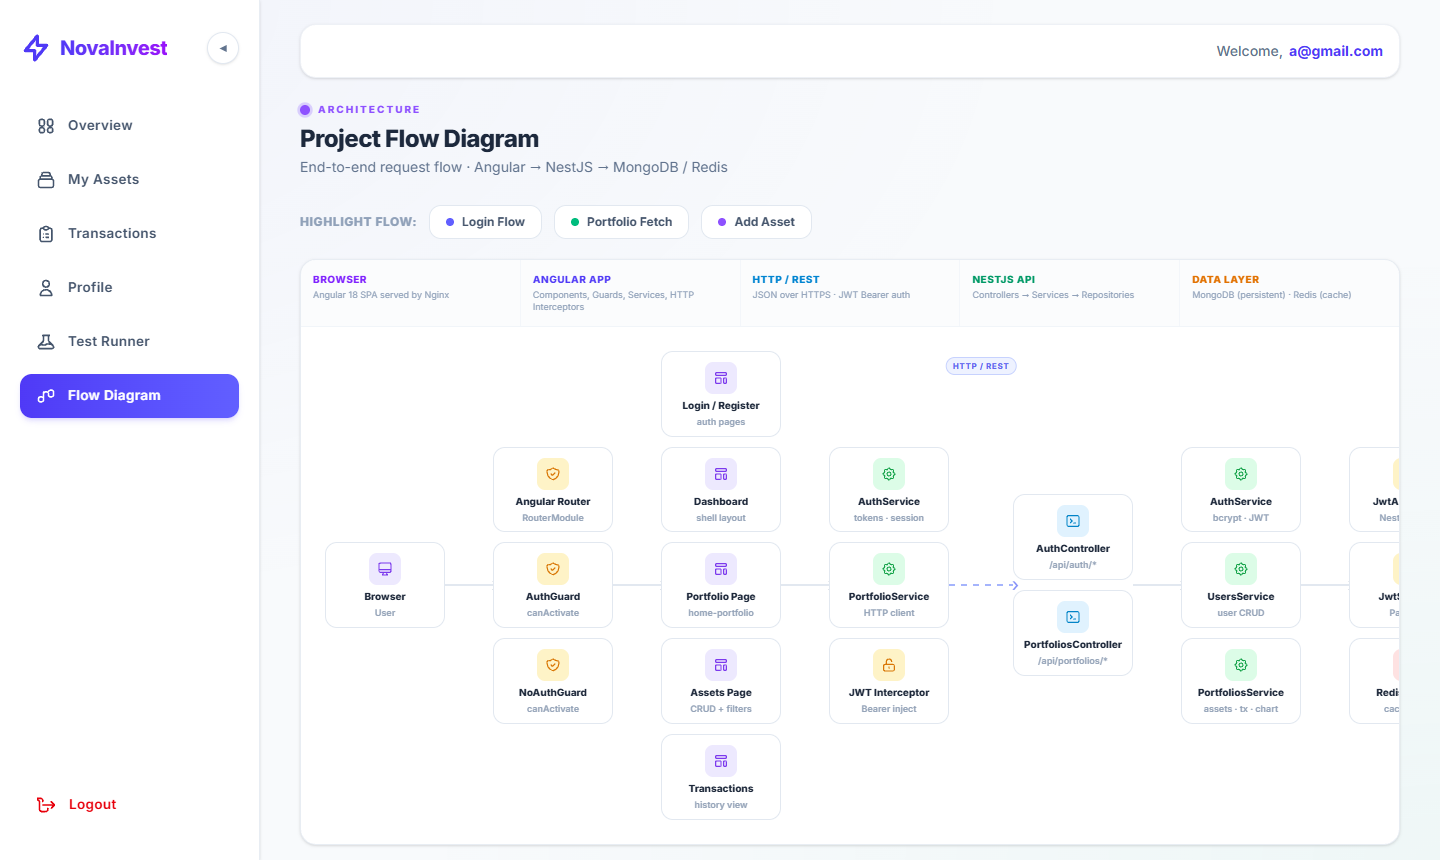 NovaInvest
◂
Welcome, a@gmail.com
Overview
My Assets
Transactions
Profile
Test Runner
Flow Diagram
Logout
ARCHITECTURE
Project Flow Diagram
End-to-end request flow · Angular → NestJS → MongoDB / Redis
HIGHLIGHT FLOW:
Login Flow
Portfolio Fetch
Add Asset
BROWSER
Angular 18 SPA served by Nginx
ANGULAR APP
Components, Guards, Services, HTTP
Interceptors
HTTP / REST
JSON over HTTPS · JWT Bearer auth
NESTJS API
Controllers → Services → Repositories
DATA LAYER
MongoDB (persistent) · Redis (cache)
Browser
User
Angular Router
RouterModule
AuthGuard
canActivate
NoAuthGuard
canActivate
Login / Register
auth pages
Dashboard
shell layout
Portfolio Page
home-portfolio
Assets Page
CRUD + filters
Transactions
history view
AuthService
tokens · session
PortfolioService
HTTP client
JWT Interceptor
Bearer inject
HTTP / REST
AuthController
/api/auth/*
PortfoliosController
/api/portfolios/*
AuthService
bcrypt · JWT
UsersService
user CRUD
PortfoliosService
assets · tx · chart